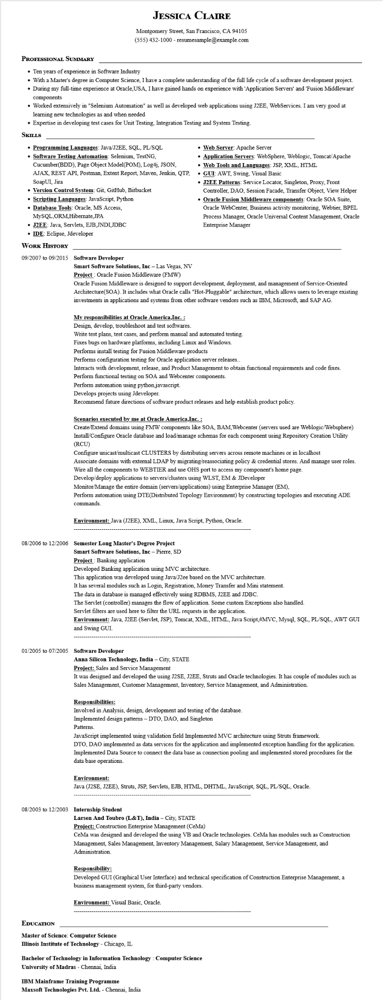 Jessica Claire
Montgomery Street, San Francisco, CA 94105
(555) 432-1000 - resumesample@example.com
Professional Summary
• Ten years of experience in Software Industry
• With a Master's degree in Computer Science, I have a complete understanding of the full life cycle of a software development project.
• During my full-time experience at Oracle,USA, I have gained hands on experience with 'Application Servers' and 'Fusion Middleware'
components
• Worked extensively in "Selenium Automation" as well as developed web applications using J2EE, WebServices. I am very good at
learning new technologies as and when needed
• Expertise in developing test cases for Unit Testing, Integration Testing and System Testing.
Skills
• Programming Languages: Java/J2EE, SQL, PL/SQL
• Software Testing Automation: Selenium, TestNG,
Cucumber(BDD), Page Object Model(POM), Log4j, JSON,
AJAX, REST API, Postman, Extent Report, Maven, Jenkin, QTP,
SoapUI, Jira
• Version Control System: Git, GitHub, Bitbucket
• Scripting Languages: JavaScript, Python
• Database Tools: Oracle, MS Access,
MySQL,ORM,Hibernate,JPA
• J2EE: Java, Servlets, EJB,JNDI,JDBC
• IDE: Eclipse, Jdeveloper
• Web Server: Apache Server
• Application Servers: WebSphere, Weblogic, Tomcat/Apache
• Web Tools and Languages: JSP, XML, HTML
• GUI: AWT, Swing, Visual Basic
• J2EE Patterns: Service Locator, Singleton, Proxy, Front
Controller, DAO, Session Facade, Transfer Object, View Helper
• Oracle Fusion Middleware components: Oracle SOA Suite,
Oracle WebCenter, Business activity monitoring, Webtier, BPEL
Process Manager, Oracle Universal Content Management, Oracle
Enterprise Manager
Work History
09/2007 to 09/2015 Software Developer
Smart Software Solutions, Inc – Las Vegas, NV
Project : Oracle Fusion Middleware (FMW)
Oracle Fusion Middleware is designed to support development, deployment, and management of Service-Oriented
Architecture(SOA). It includes what Oracle calls "Hot-Pluggable" architecture, which allows users to leverage existing
investments in applications and systems from other software vendors such as IBM, Microsoft, and SAP AG.
My responsibilities at Oracle America,Inc. :
Design, develop, troubleshoot and test softwares.
Write test plans, test cases, and perform manual and automated testing.
Fixes bugs on hardware platforms, including Linux and Windows.
Performs install testing for Fusion Middleware products
Performs configuration testing for Oracle application server releases..
Interacts with development, release, and Product Management to obtain functional requirements and code fixes.
Perform functional testing on SOA and Webcenter components.
Perform automation using python,javascript.
Develops projects using Jdeveloper.
Recommend future directions of software product releases and help establish product policy.
Scenarios executed by me at Oracle America,Inc. :
Create/Extend domains using FMW components like SOA, BAM,Webcenter (servers used are Weblogic/Websphere)
Install/Configure Oracle database and load/manage schemas for each component using Repository Creation Utility
(RCU)
Configure unicast/multicast CLUSTERS by distributing servers across remote machines or in localhost
Associate domains with external LDAP by migrating/reassociating policy & credential stores. And manage user roles.
Wire all the components to WEBTIER and use OHS port to access my component's home page.
Develop/deploy applications to servers/clusters using WLST, EM & JDeveloper
Monitor/Manage the entire domain (servers/applications) using Enterprise Manager (EM),
Perform automation using DTE(Distributed Topology Environment) by constructing topologies and executing ADE
commands.
Environment: Java (J2EE), XML, Linux, Java Script, Python, Oracle.
-----------------------------------------------------------------------------------------
08/2006 to 12/2006 Semester Long Master's Degree Project
Smart Software Solutions, Inc – Pierre, SD
Project : Banking application
Developed Banking application using MVC architecture.
This application was developed using Java/J2ee based on the MVC architecture.
It has several modules such as Login, Registration, Money Transfer and Mini statement.
The data in database is managed effectively using RDBMS, J2EE and JDBC.
The Servlet (controller) manages the flow of application. Some custom Exceptions also handled.
Servlet filters are used here to filter the URL requests in the application.
Environment: Java, J2EE (Servlet, JSP), Tomcat, XML, HTML, Java Script,#MVC, Mysql, SQL, PL/SQL, AWT GUI
and Swing GUI.
-----------------------------------------------------------------------------------------
01/2005 to 07/2005 Software Developer
Anna Silicon Technology, India – City, STATE
Project: Sales and Service Management
It was designed and developed the using J2SE, J2EE, Struts and Oracle technologies. It has couple of modules such as
Sales Management, Customer Management, Inventory, Service Management, and Administration.
Responsibilities:
Involved in Analysis, design, development and testing of the database.
Implemented design patterns – DTO, DAO, and Singleton
Patterns.
JavaScript implemented using validation field Implemented MVC architecture using Struts framework.
DTO, DAO implemented as data services for the application and implemented exception handling for the application.
Implemented Data Source to connect the data base as connection pooling and implemented stored procedures for the
data base operations.
Environment:
Java (J2SE, J2EE), Struts, JSP, Servlets, EJB, HTML, DHTML, JavaScript, SQL, PL/SQL, Oracle.
-----------------------------------------------------------------------------------------
08/2003 to 12/2003 Internship Student
Larsen And Toubro (L&T), India – City, STATE
Project: Construction Enterprise Management (CeMa)
CeMa was designed and developed the using VB and Oracle technologies. CeMa has modules such as Construction
Management, Sales Management, Inventory Management, Salary Management, Service Management, and
Administration.
Responsibility:
Developed GUI (Graphical User Interface) and technical specification of Construction Enterprise Management, a
business management system, for third-party vendors.
Environment: Visual Basic, Oracle.
-----------------------------------------------------------------------------------------
Education
Master of Science: Computer Science
Illinois Institute of Technology - Chicago, IL
Bachelor of Technology in Information Technology : Computer Science
University of Madras - Chennai, India
IBM Mainframe Training Programme
Maxsoft Technologies Pvt. Ltd. - Chennai, India